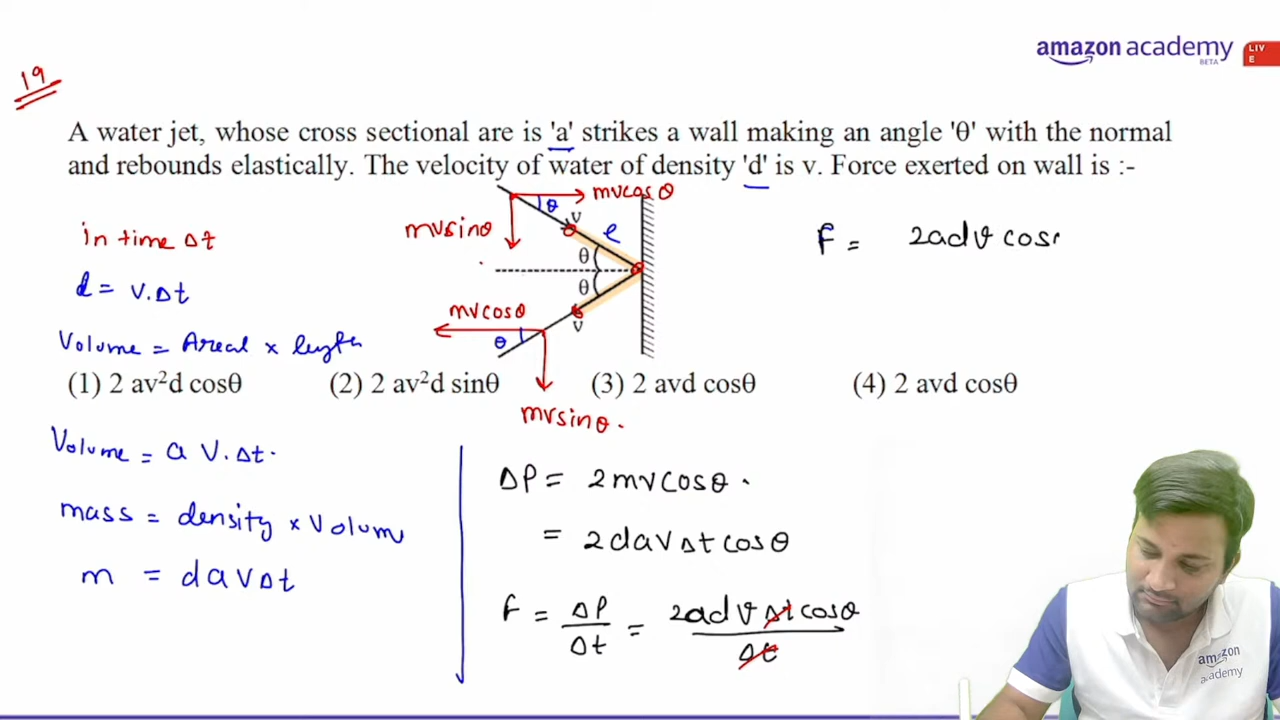 amazon academy
BETA
LIV
E
19
A water jet, whose cross sectional are is 'a' strikes a wall making an angle 'θ' with the normal
and rebounds elastically. The velocity of water of density 'd' is v. Force exerted on wall is :-
mvcosθ
θ
v
l
mvsinθ
in time Δt
F = 2adv cosθ
θ
θ
d = v.Δt
mvcosθ
v
θ
Volume = Areal × length
(1) 2 av²d cosθ (2) 2 av²d sinθ (3) 2 avd cosθ (4) 2 avd cosθ
mvsinθ.
Volume = a V.Δt.
ΔP = 2mvcosθ.
mass = density × Volume
= 2davΔtcosθ
m = davΔt
F = ΔP/Δt = 2adv Δt cosθ/Δt
amazon
academy